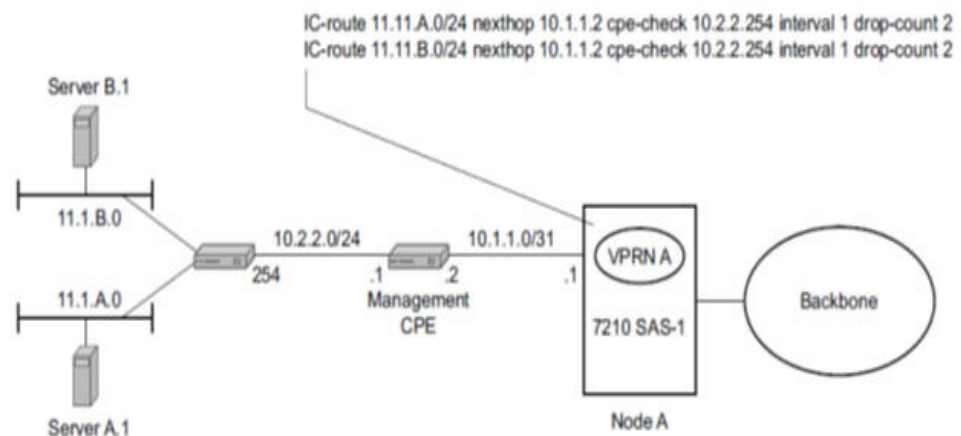 IC-route 11.11.A.0/24 nexthop 10.1.1.2 cpe-check 10.2.2.254 interval 1 drop-count 2
IC-route 11.11.B.0/24 nexthop 10.1.1.2 cpe-check 10.2.2.254 interval 1 drop-count 2
Server B.1
11.1.B.0
10.2.2.0/24
10.1.1.0/31
VPRN A
254
.1
.2
.1
Management
CPE
11.1.A.0
7210 SAS-1
Backbone
Server A.1
Node A